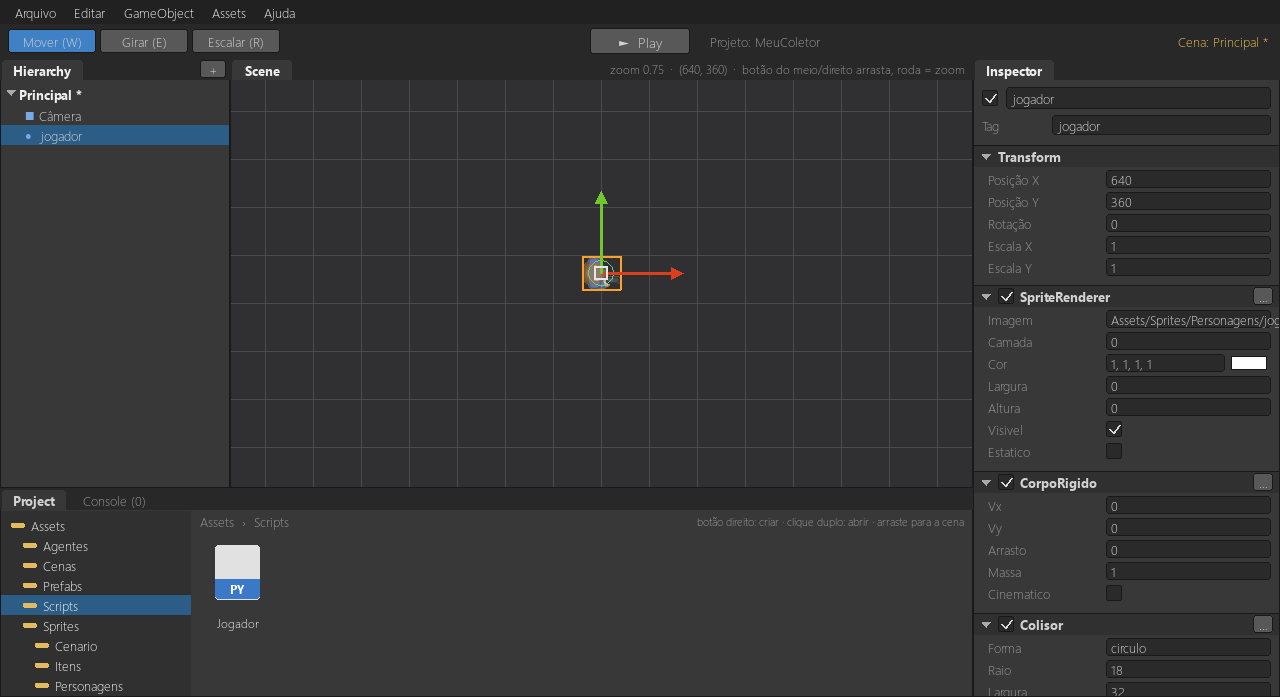 Arquivo Editar GameObject Assets Ajuda
Mover (W) Girar (E) Escalar (R) ► Play Projeto: MeuColetor Cena: Principal *
Hierarchy + Scene zoom 0.75 · (640, 360) · botão do meio/direito arrasta, roda = zoom Inspector
Principal *
Câmera
jogador
jogador
Tag jogador
Transform
Posição X 640
Posição Y 360
Rotação 0
Escala X 1
Escala Y 1
SpriteRenderer ...
Imagem Assets/Sprites/Personagens/jog
Camada 0
Cor 1, 1, 1, 1
Largura 0
Altura 0
Visivel
Estatico
CorpoRigido ...
Vx 0
Vy 0
Arrasto 0
Massa 1
Cinematico
Colisor ...
Forma circulo
Raio 18
Largura 32
Project Console (0)
Assets
Agentes
Cenas
Prefabs
Scripts
Sprites
Cenario
Itens
Personagens
Assets › Scripts botão direito: criar · clique duplo: abrir · arraste para a cena
PY
Jogador